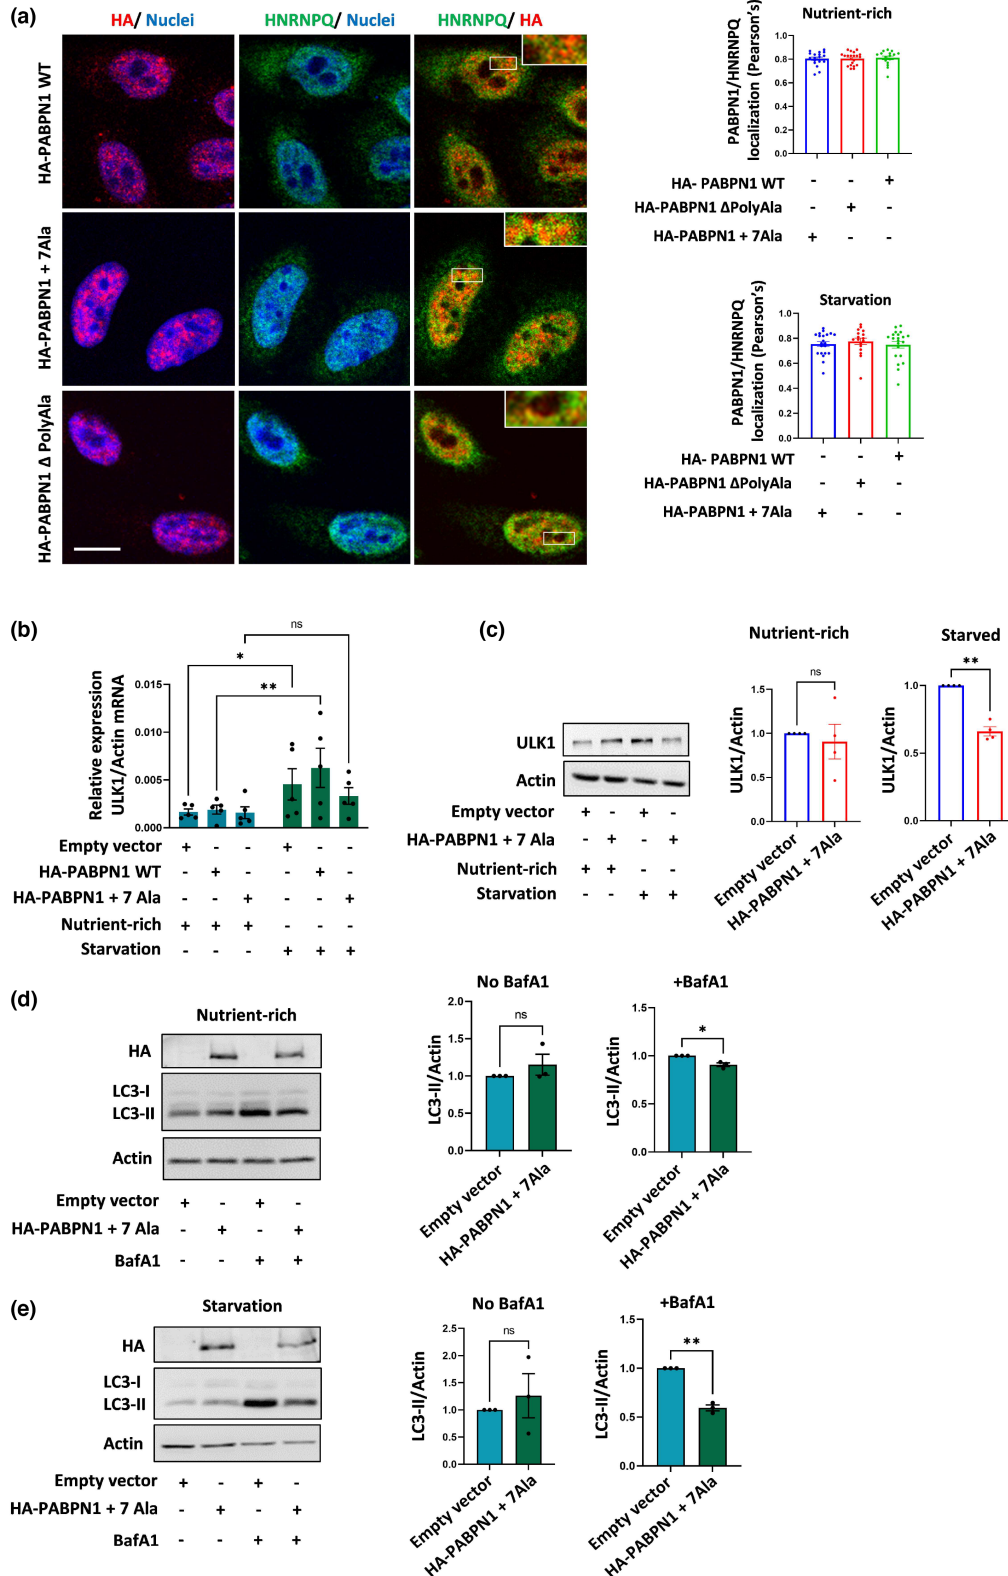 (a)
HA/ Nuclei
HNRNPQ/ Nuclei
HNRNPQ/ HA
HA-PABPN1 WT
HA-PABPN1 + 7Ala
HA-PABPN1 Δ PolyAla
Nutrient-rich
PABPN1/HNRNPQ
localization (Pearson's)
1.0
0.8
0.6
0.4
0.2
0.0
HA- PABPN1 WT - - +
HA-PABPN1 ΔPolyAla - + -
HA-PABPN1 + 7Ala + - -
Starvation
PABPN1/HNRNPQ
localization (Pearson's)
1.0
0.8
0.6
0.4
0.2
0.0
HA- PABPN1 WT - - +
HA-PABPN1 ΔPolyAla - + -
HA-PABPN1 + 7Ala + - -
(b)
ns
*
**
Relative expression
ULK1/Actin mRNA
0.015
0.010
0.005
0.000
Empty vector + - - + - -
HA-PABPN1 WT - + - - + -
HA-PABPN1 + 7 Ala - - + - - +
Nutrient-rich + + + - - -
Starvation - - - + + +
(c)
ULK1
Actin
Empty vector + - + -
HA-PABPN1 + 7 Ala - + - +
Nutrient-rich + + - -
Starvation - - + +
Nutrient-rich
ns
ULK1/Actin
1.5
1.0
0.5
0.0
Empty vector
HA-PABPN1 + 7Ala
Starved
**
ULK1/Actin
1.0
0.5
0.0
Empty vector
HA-PABPN1 + 7Ala
(d)
Nutrient-rich
HA
LC3-I
LC3-II
Actin
Empty vector + - + -
HA-PABPN1 + 7 Ala - + - +
BafA1 - - + +
No BafA1
ns
LC3-II/Actin
2.0
1.5
1.0
0.5
0.0
Empty vector
HA-PABPN1 + 7Ala
+BafA1
*
LC3-II/Actin
1.5
1.0
0.5
0.0
Empty vector
HA-PABPN1 + 7Ala
(e)
Starvation
HA
LC3-I
LC3-II
Actin
Empty vector + - + -
HA-PABPN1 + 7 Ala - + - +
BafA1 - - + +
No BafA1
ns
LC3-II/Actin
2.5
2.0
1.5
1.0
0.5
0.0
Empty vector
HA-PABPN1 + 7Ala
+BafA1
**
LC3-II/Actin
1.5
1.0
0.5
0.0
Empty vector
HA-PABPN1 + 7Ala